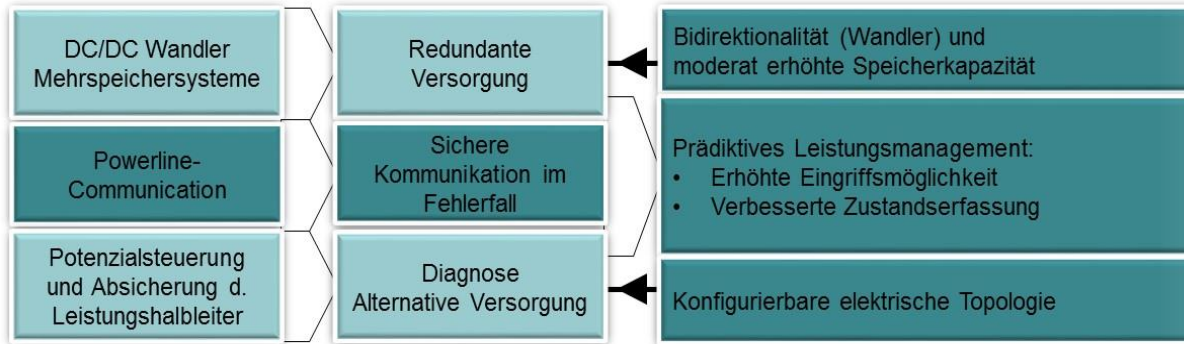 DC/DC Wandler
Mehrspeichersysteme
Powerline-
Communication
Potenzialsteuerung
und Absicherung d.
Leistungshalbleiter
Redundante
Versorgung
Sichere
Kommunikation im
Fehlerfall
Diagnose
Alternative Versorgung
Bidirektionalität (Wandler) und
moderat erhöhte Speicherkapazität
Prädiktives Leistungsmanagement:
• Erhöhte Eingriffsmöglichkeit
• Verbesserte Zustandserfassung
Konfigurierbare elektrische Topologie